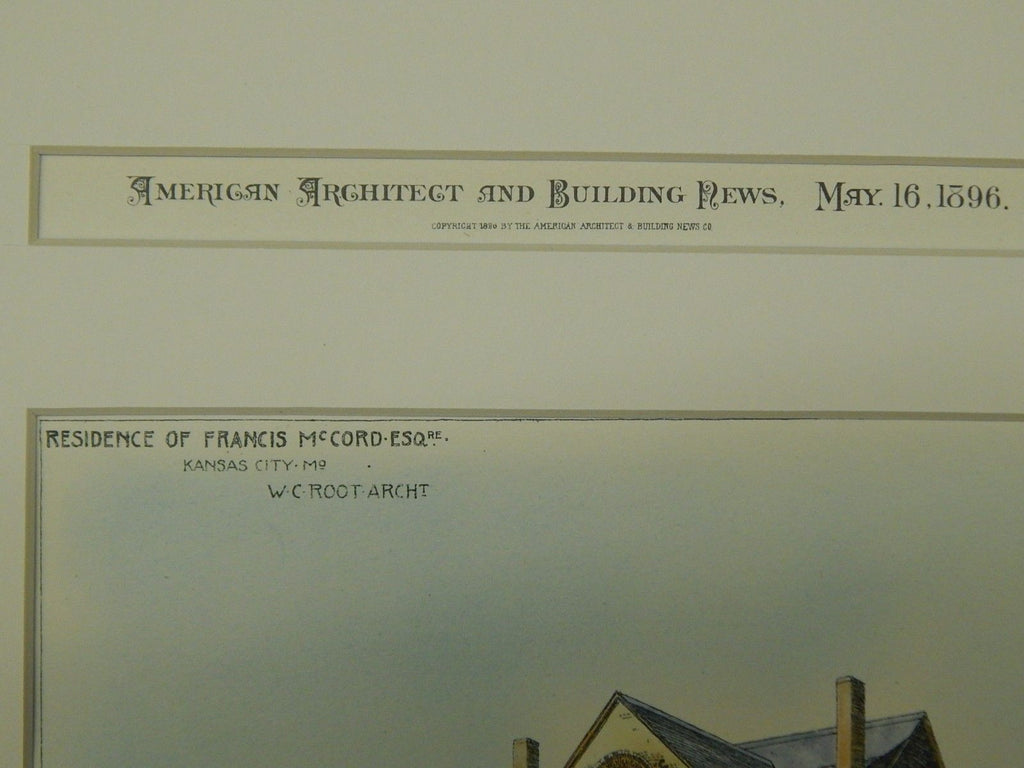 AMERICAN ARCHITECT AND BUILDING NEWS, MAY. 16, 1896.
COPYRIGHT 1896 BY THE AMERICAN ARCHITECT & BUILDING NEWS CO
RESIDENCE OF FRANCIS McCORD·ESQRE·
KANSAS CITY·MO
W·C·ROOT·ARCHT